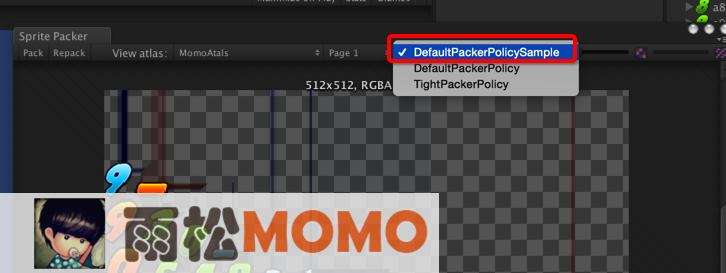 a8
Sprite Packer
Pack Repack View atlas: MomoAtals Page 1
DefaultPackerPolicySample
DefaultPackerPolicy
TightPackerPolicy
512x512, RGBA
雨松MOMO